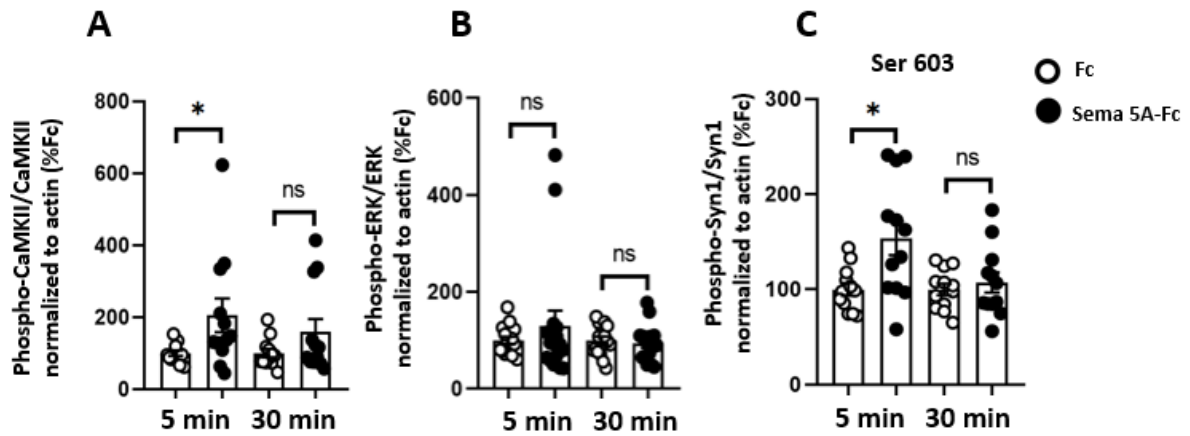 A
B
C
Ser 603
Fc
Sema 5A-Fc
Phospho-CaMKII/CaMKII
normalized to actin (%Fc)
800
600
400
200
0
*
ns
5 min 30 min
Phospho-ERK/ERK
normalized to actin (%Fc)
600
400
200
0
ns
ns
5 min 30 min
Phospho-Syn1/Syn1
normalized to actin (%Fc)
300
200
100
0
*
ns
5 min 30 min